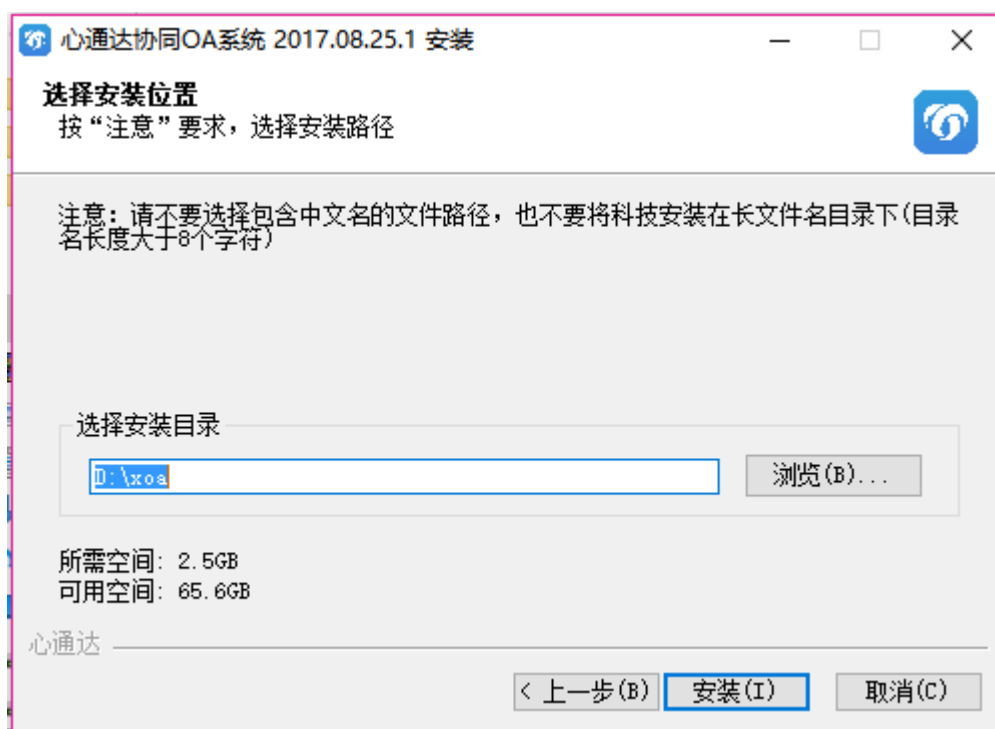 心通达协同OA系统 2017.08.25.1 安装
选择安装位置
按“注意”要求，选择安装路径
注意: 请不要选择包含中文名的文件路径，也不要将科技安装在长文件名目录下(目录
名长度大于8个字符)
选择安装目录
D:\xoa
浏览(B)...
所需空间: 2.5GB
可用空间: 65.6GB
心通达
< 上一步(B)
安装(I)
取消(C)